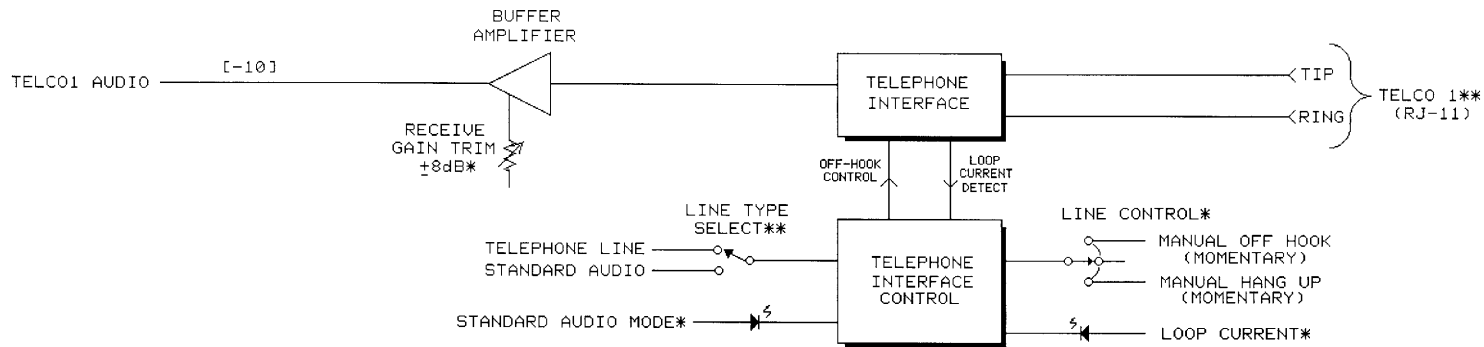 BUFFER
AMPLIFIER
TELCO1 AUDIO
[-10]
RECEIVE
GAIN TRIM
±8dB*
TELEPHONE
INTERFACE
TIP
RING
TELCO 1**
(RJ-11)
OFF-HOOK
CONTROL
LOOP
CURRENT
DETECT
LINE TYPE
SELECT**
TELEPHONE LINE
STANDARD AUDIO
STANDARD AUDIO MODE*
TELEPHONE
INTERFACE
CONTROL
LINE CONTROL*
MANUAL OFF HOOK
(MOMENTARY)
MANUAL HANG UP
(MOMENTARY)
LOOP CURRENT*